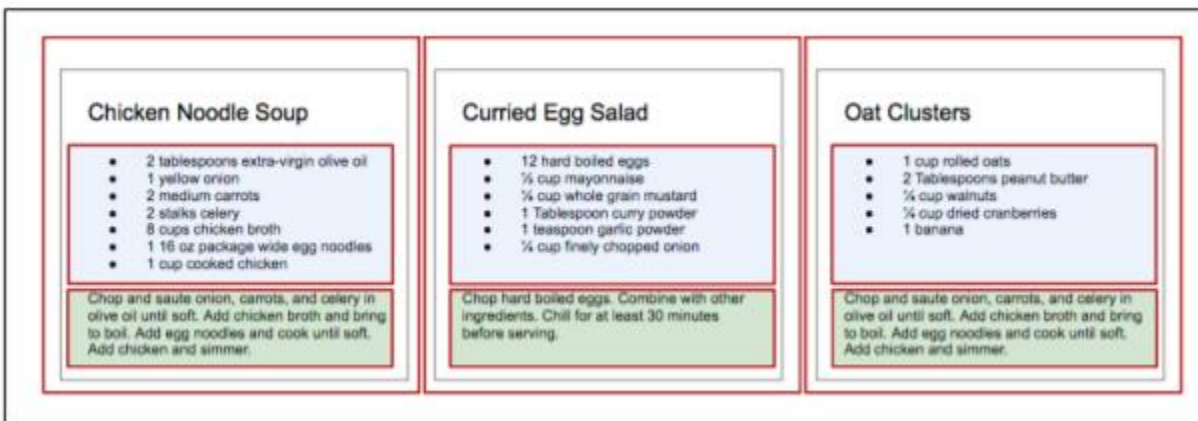 Chicken Noodle Soup
● 2 tablespoons extra-virgin olive oil
● 1 yellow onion
● 2 medium carrots
● 2 stalks celery
● 8 cups chicken broth
● 1 16 oz package wide egg noodles
● 1 cup cooked chicken
Chop and saute onion, carrots, and celery in
olive oil until soft. Add chicken broth and bring
to boil. Add egg noodles and cook until soft.
Add chicken and simmer.
Curried Egg Salad
● 12 hard boiled eggs
● cup mayonnaise
● cup whole grain mustard
● 1 Tablespoon curry powder
● 1 teaspoon garlic powder
● ¼ cup finely chopped onion
Chop hard boiled eggs. Combine with other
ingredients. Chill for at least 30 minutes
before serving.
Oat Clusters
● 1 cup rolled oats
● 2 Tablespoons peanut butter
● ¼ cup walnuts
● ¼ cup dried cranberries
● 1 banana
Chop and saute onion, carrots, and celery in
olive oil until soft. Add chicken broth and bring
to boil. Add egg noodles and cook until soft.
Add chicken and simmer.